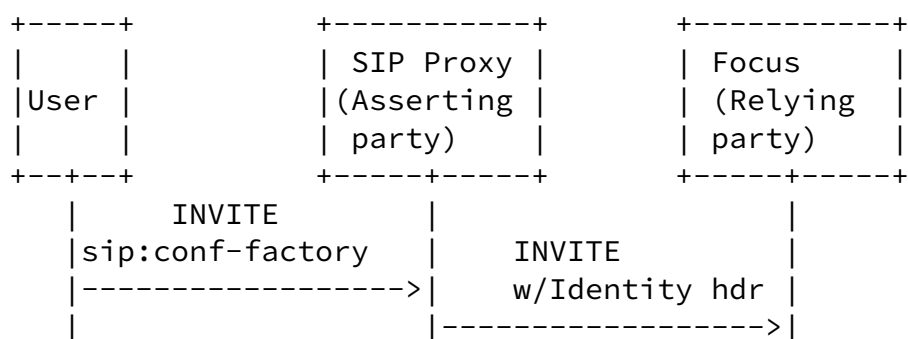 +-----+          +-----------+       +-----------+
|     |          | SIP Proxy |       | Focus     |
|User |          |(Asserting |       | (Relying  |
|     |          | party)    |       | party)    |
+--+--+          +-----+-----+       +-----+-----+
   |     INVITE        |                   |
   |sip:conf-factory   |    INVITE         |
   |------------------>|    w/Identity hdr |
   |                   |------------------>|